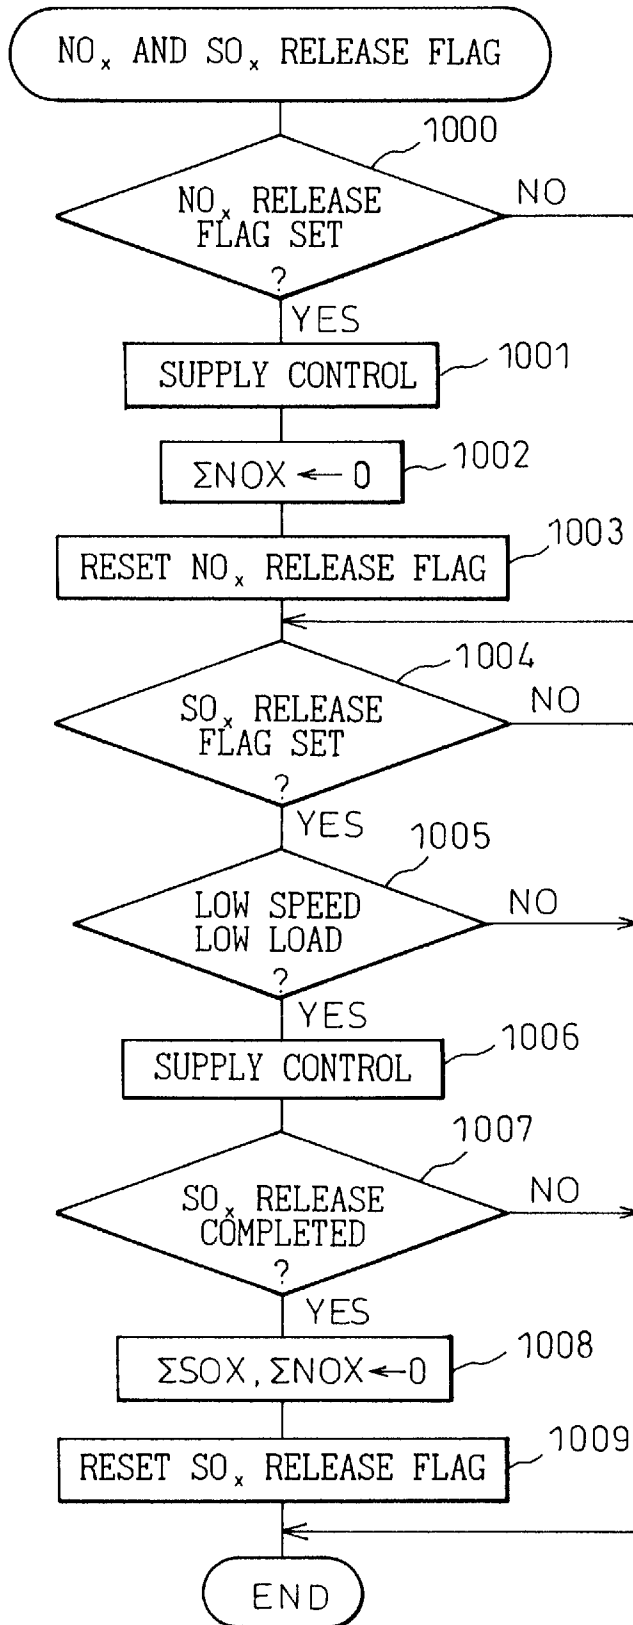 NOx AND SOx RELEASE FLAG
1000
NOx RELEASE
FLAG SET
?
NO
YES
SUPPLY CONTROL
1001
ΣNOX ← 0
1002
RESET NOx RELEASE FLAG
1003
1004
SOx RELEASE
FLAG SET
?
NO
YES
1005
LOW SPEED
LOW LOAD
?
NO
YES
SUPPLY CONTROL
1006
1007
SOx RELEASE
COMPLETED
?
NO
YES
ΣSOX, ΣNOX ← 0
1008
RESET SOx RELEASE FLAG
1009
END